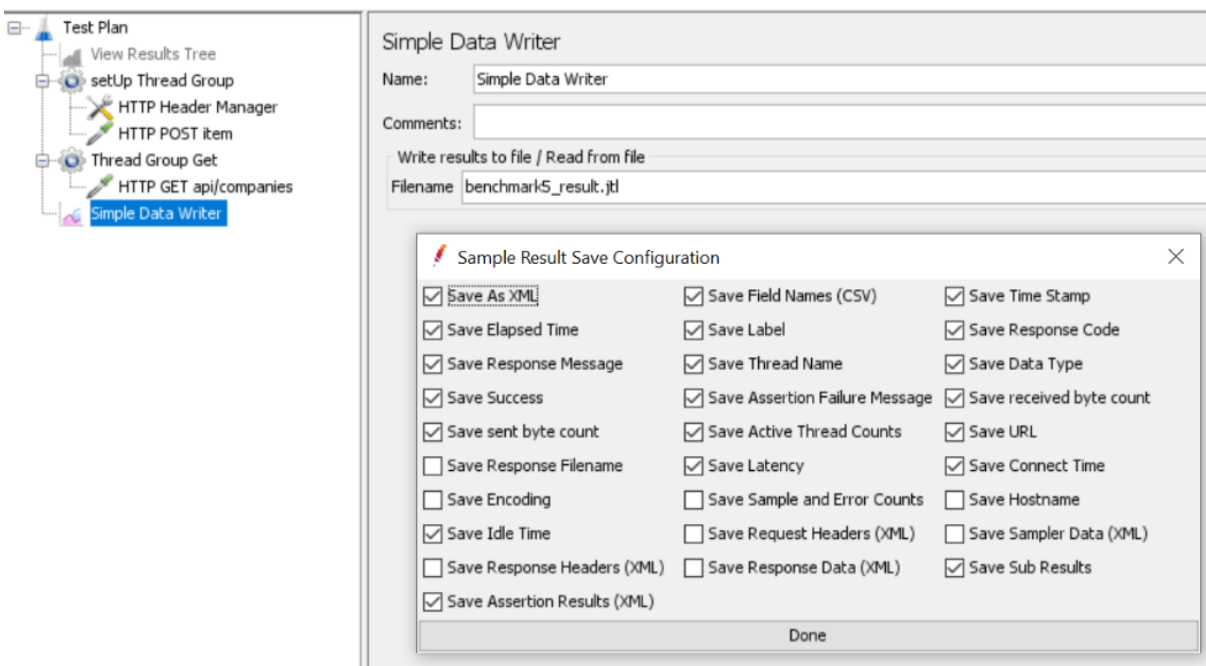 Test Plan
View Results Tree
setUp Thread Group
HTTP Header Manager
HTTP POST item
Thread Group Get
HTTP GET api/companies
Simple Data Writer
Simple Data Writer
Name: Simple Data Writer
Comments:
Write results to file / Read from file
Filename benchmark5_result.jtl
Sample Result Save Configuration
Save As XML Save Field Names (CSV) Save Time Stamp
Save Elapsed Time Save Label Save Response Code
Save Response Message Save Thread Name Save Data Type
Save Success Save Assertion Failure Message Save received byte count
Save sent byte count Save Active Thread Counts Save URL
Save Response Filename Save Latency Save Connect Time
Save Encoding Save Sample and Error Counts Save Hostname
Save Idle Time Save Request Headers (XML) Save Sampler Data (XML)
Save Response Headers (XML) Save Response Data (XML) Save Sub Results
Save Assertion Results (XML)
Done